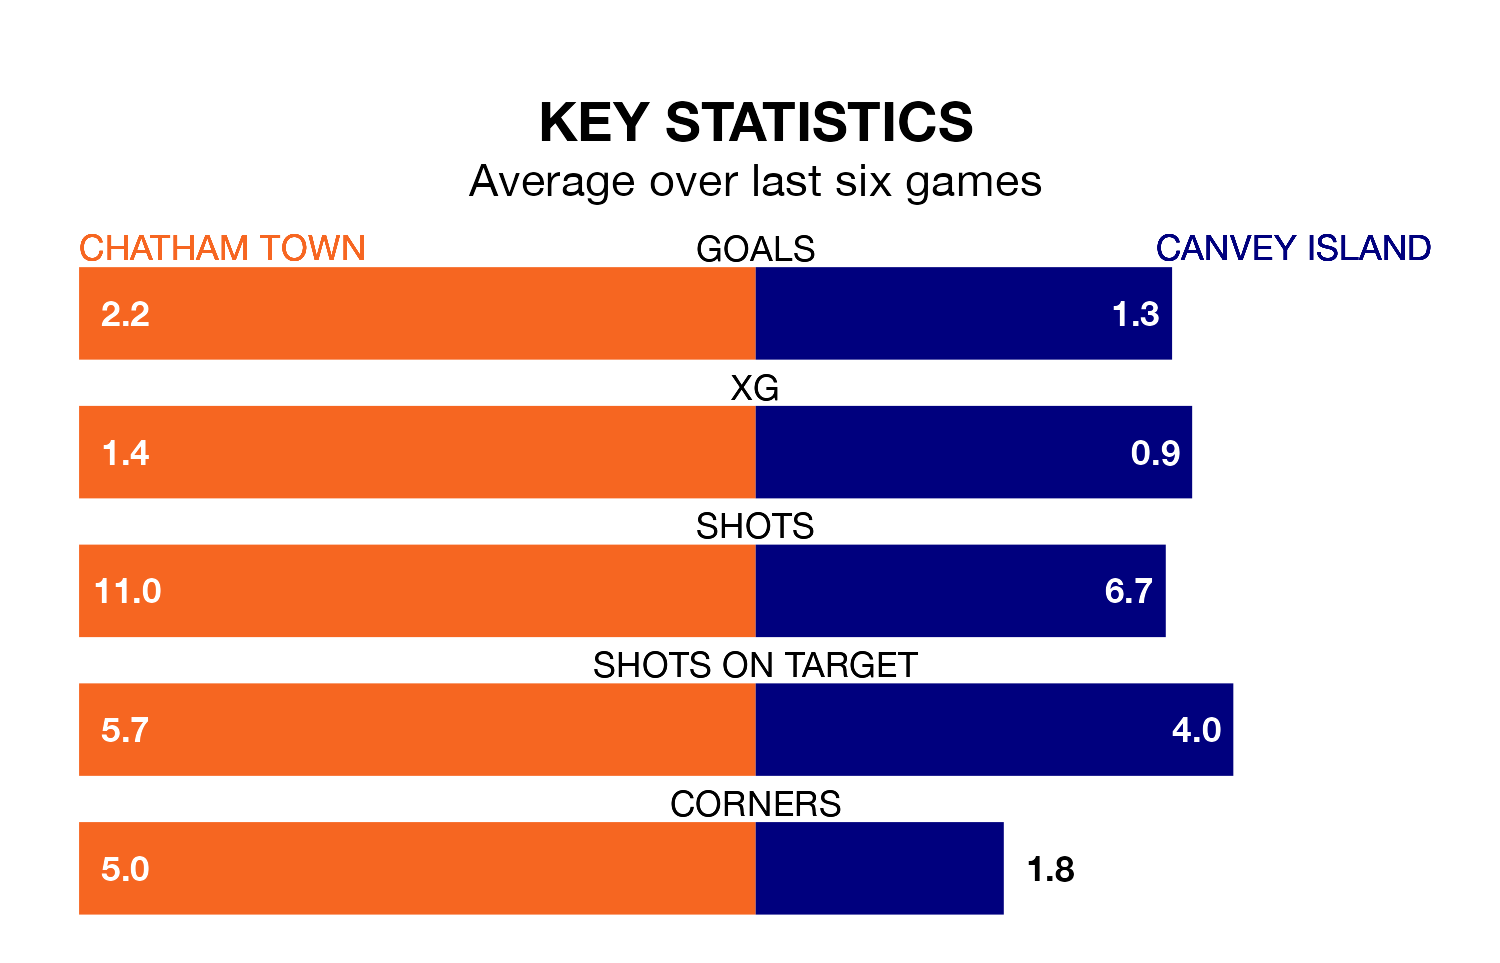 KEY STATISTICS
Average over last six games
CHATHAM TOWN GOALS CANVEY ISLAND
2.2 1.3
XG
1.4 0.9
SHOTS
11.0 6.7
SHOTS ON TARGET
5.7 4.0
CORNERS
5.0 1.8